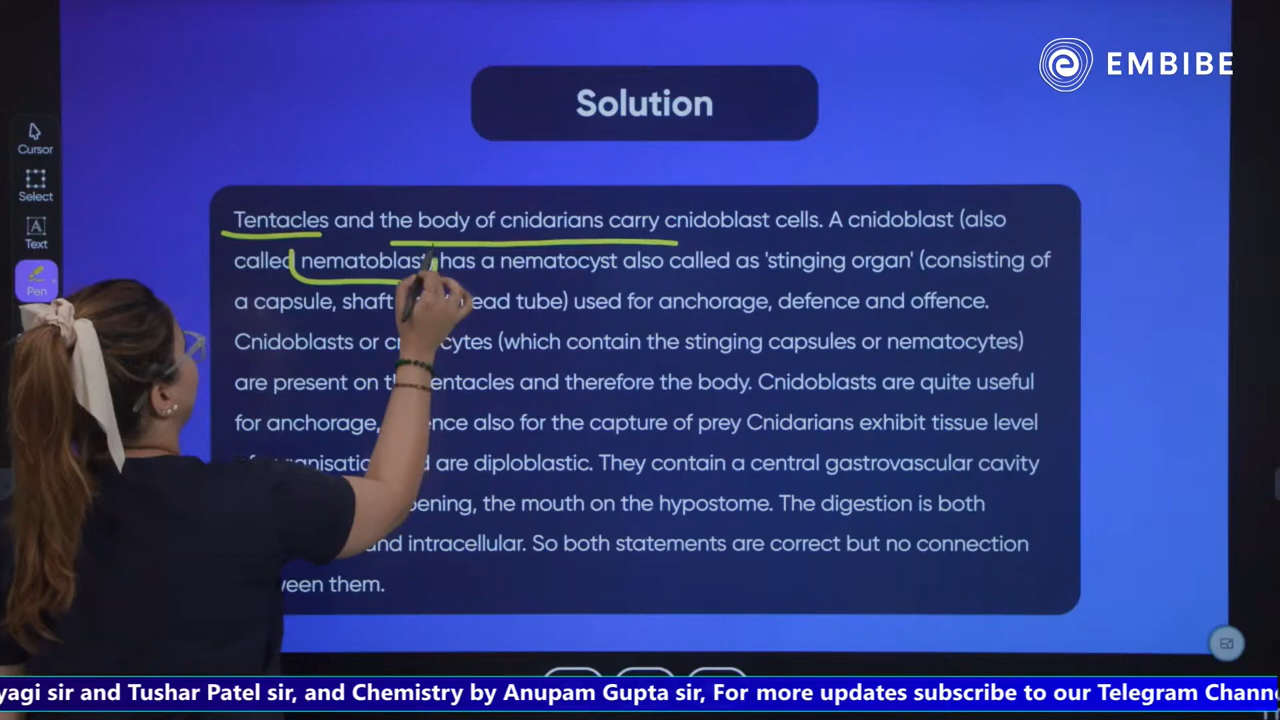 EMBIBE
Solution
Cursor
Select
Text
Pen
Tentacles and the body of cnidarians carry cnidoblast cells. A cnidoblast (also
called nematoblast has a nematocyst also called as 'stinging organ' (consisting of
a capsule, shaft tube) used for anchorage, defence and offence.
Cnidoblasts or (which contain the stinging capsules or nematocytes)
are present on tentacles and therefore the body. Cnidoblasts are quite useful
for anchorage, also for the capture of prey Cnidarians exhibit tissue level
are diploblastic. They contain a central gastrovascular cavity
the mouth on the hypostome. The digestion is both
and intracellular. So both statements are correct but no connection
them.
yagi sir and Tushar Patel sir, and Chemistry by Anupam Gupta sir, For more updates subscribe to our Telegram Chann